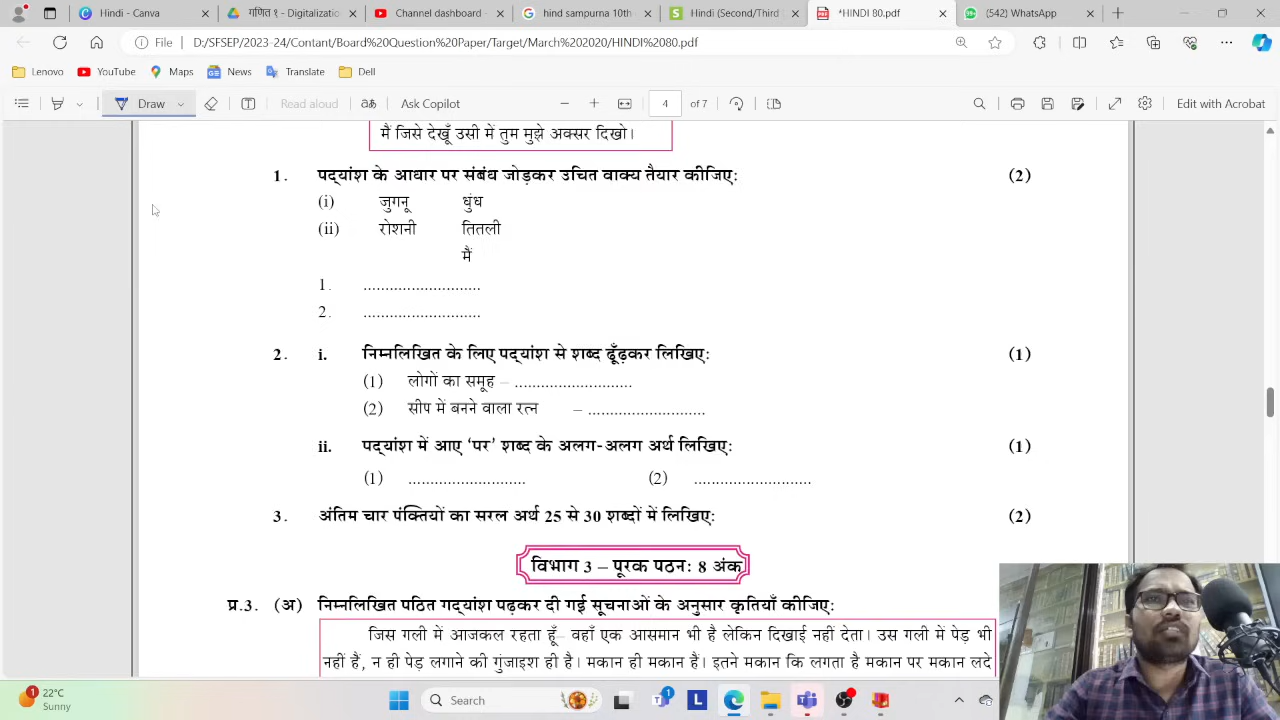 Hindi - Canva
गणित १ - Digitalizatio
Channel dashboard -
hind sampurna 10th
Hindi (Second/Third
*HINDI 80.pdf
(542) WhatsApp
File D:/SFSEP/2023-24/Contant/Board%20Question%20Paper/Target/March%202020/HINDI%2080.pdf
Lenovo YouTube Maps News Translate Dell
Draw Read aloud Ask Copilot 4 of 7 Edit with Acrobat
मैं जिसे देखूँ उसी में तुम मुझे अक्सर दिखो।
1. पद्यांश के आधार पर संबंध जोड़कर उचित वाक्य तैयार कीजिए: (2)
(i) जुगनू धुंध
(ii) रोशनी तितली
मैं
1. ..........................
2. ..........................
2. i. निम्नलिखित के लिए पद्यांश से शब्द ढूँढ़कर लिखिए: (1)
(1) लोगों का समूह – ..........................
(2) सीप में बनने वाला रत्न – ..........................
ii. पद्यांश में आए ‘पर’ शब्द के अलग-अलग अर्थ लिखिए: (1)
(1) .......................... (2) ..........................
3. अंतिम चार पंक्तियों का सरल अर्थ 25 से 30 शब्दों में लिखिए: (2)
विभाग 3 – पूरक पठन: 8 अंक
प्र.3. (अ) निम्नलिखित पठित गद्यांश पढ़कर दी गई सूचनाओं के अनुसार कृतियाँ कीजिए:
जिस गली में आजकल रहता हूँ– वहाँ एक आसमान भी है लेकिन दिखाई नहीं देता। उस गली में पेड़ भी
नहीं हैं, न ही पेड़ लगाने की गुंजाइश ही है। मकान ही मकान हैं। इतने मकान कि लगता है मकान पर मकान लदे
1 22°C
Sunny
Search
1